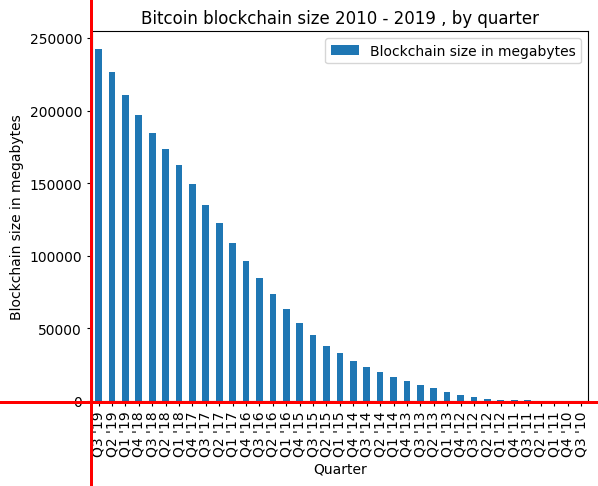 Bitcoin blockchain size 2010 - 2019 , by quarter
Blockchain size in megabytes
250000
200000
150000
100000
50000
0
Blockchain size in megabytes
Q3 '19
Q2 '19
Q1 '19
Q4 '18
Q3 '18
Q2 '18
Q1 '18
Q4 '17
Q3 '17
Q2 '17
Q1 '17
Q4 '16
Q3 '16
Q2 '16
Q1 '16
Q4 '15
Q3 '15
Q2 '15
Q1 '15
Q4 '14
Q3 '14
Q2 '14
Q1 '14
Q4 '13
Q3 '13
Q2 '13
Q1 '13
Q4 '12
Q3 '12
Q2 '12
Q1 '12
Q4 '11
Q3 '11
Q2 '11
Q1 '11
Q4 '10
Q3 '10
Quarter